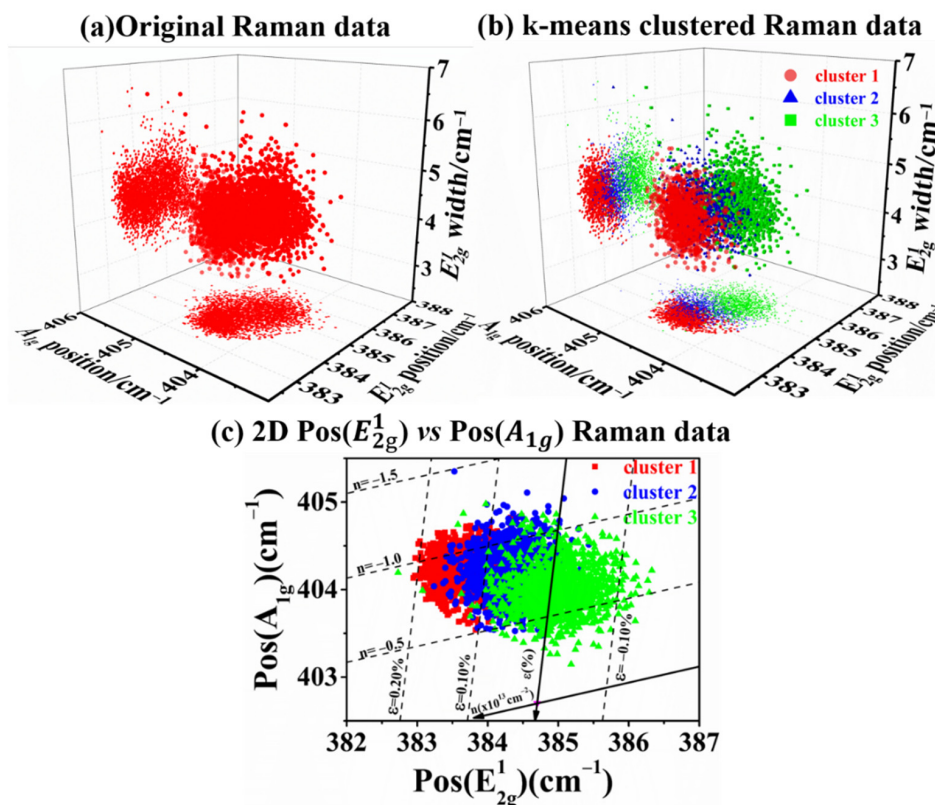 (a)Original Raman data
(b) k-means clustered Raman data
7
6
5
4
3
E¹₂g width/cm⁻¹
406
405
404
A₁g position/cm⁻¹
388
387
386
385
384
383
E¹₂g position/cm⁻¹
cluster 1
cluster 2
cluster 3
7
6
5
4
3
E¹₂g width/cm⁻¹
406
405
404
A₁g position/cm⁻¹
388
387
386
385
384
383
E¹₂g position/cm⁻¹
(c) 2D Pos(E¹₂g) vs Pos(A₁g) Raman data
cluster 1
cluster 2
cluster 3
n= −1.5
n= −1.0
n= −0.5
ε=0.20%
ε=0.10%
ε(%)
ε=−0.10%
n(x10¹³cm⁻²)
405
404
403
Pos(A₁g)(cm⁻¹)
382 383 384 385 386 387
Pos(E¹₂g)(cm⁻¹)